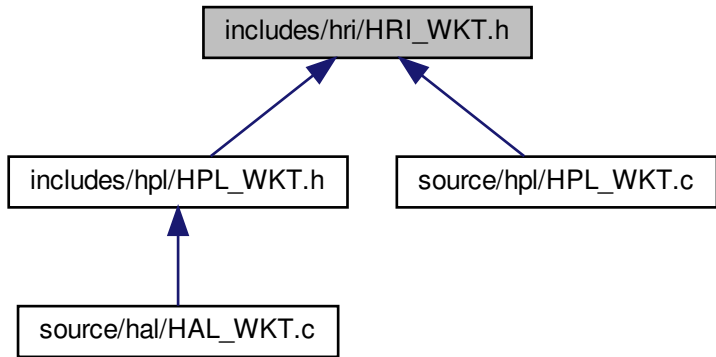 includes/hri/HRI_WKT.h
includes/hpl/HPL_WKT.h
source/hpl/HPL_WKT.c
source/hal/HAL_WKT.c